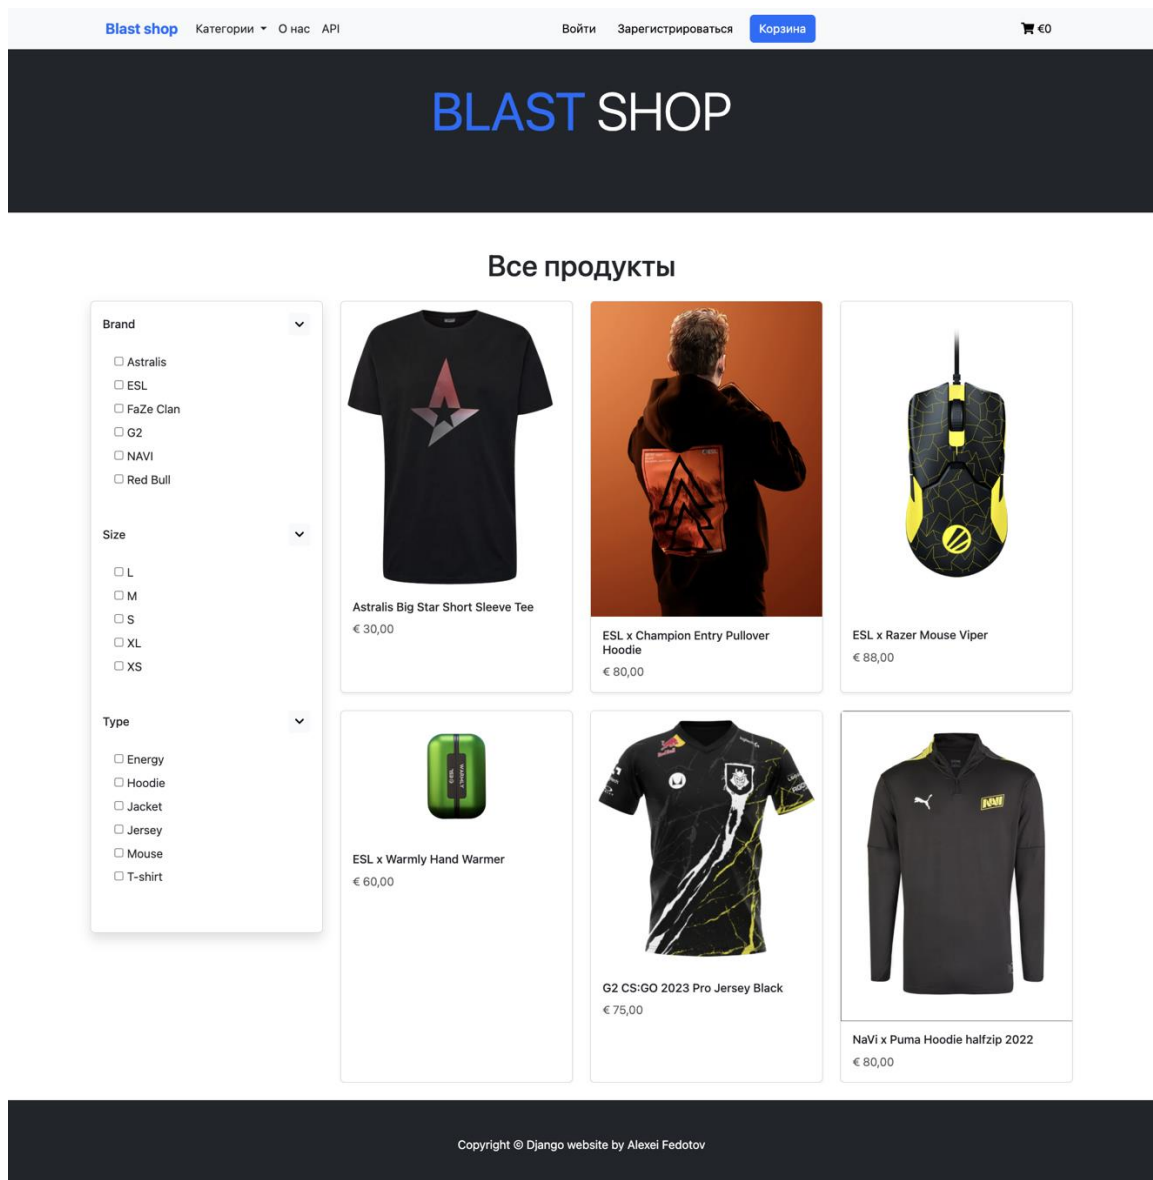 Blast shop Категории О нас API Войти Зарегистрироваться Корзина €0
BLAST SHOP
Все продукты
Brand
Astralis
ESL
FaZe Clan
G2
NAVI
Red Bull
Size
L
M
S
XL
XS
Type
Energy
Hoodie
Jacket
Jersey
Mouse
T-shirt
Astralis Big Star Short Sleeve Tee
€ 30,00
ESL x Champion Entry Pullover
Hoodie
€ 80,00
ESL x Razer Mouse Viper
€ 88,00
WARMLY
ESL x Warmly Hand Warmer
€ 60,00
G2 CS:GO 2023 Pro Jersey Black
€ 75,00
NAVI
NaVi x Puma Hoodie halfzip 2022
€ 80,00
Copyright © Django website by Alexei Fedotov